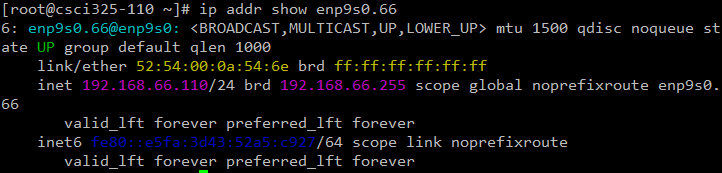 [root@csci325-110 ~]# ip addr show enp9s0.66
6: enp9s0.66@enp9s0: <BROADCAST,MULTICAST,UP,LOWER_UP> mtu 1500 qdisc noqueue st
ate UP group default qlen 1000
    link/ether 52:54:00:0a:54:6e brd ff:ff:ff:ff:ff:ff
    inet 192.168.66.110/24 brd 192.168.66.255 scope global noprefixroute enp9s0.
66
       valid_lft forever preferred_lft forever
    inet6 fe80::e5fa:3d43:52a5:c927/64 scope link noprefixroute
       valid_lft forever preferred_lft forever